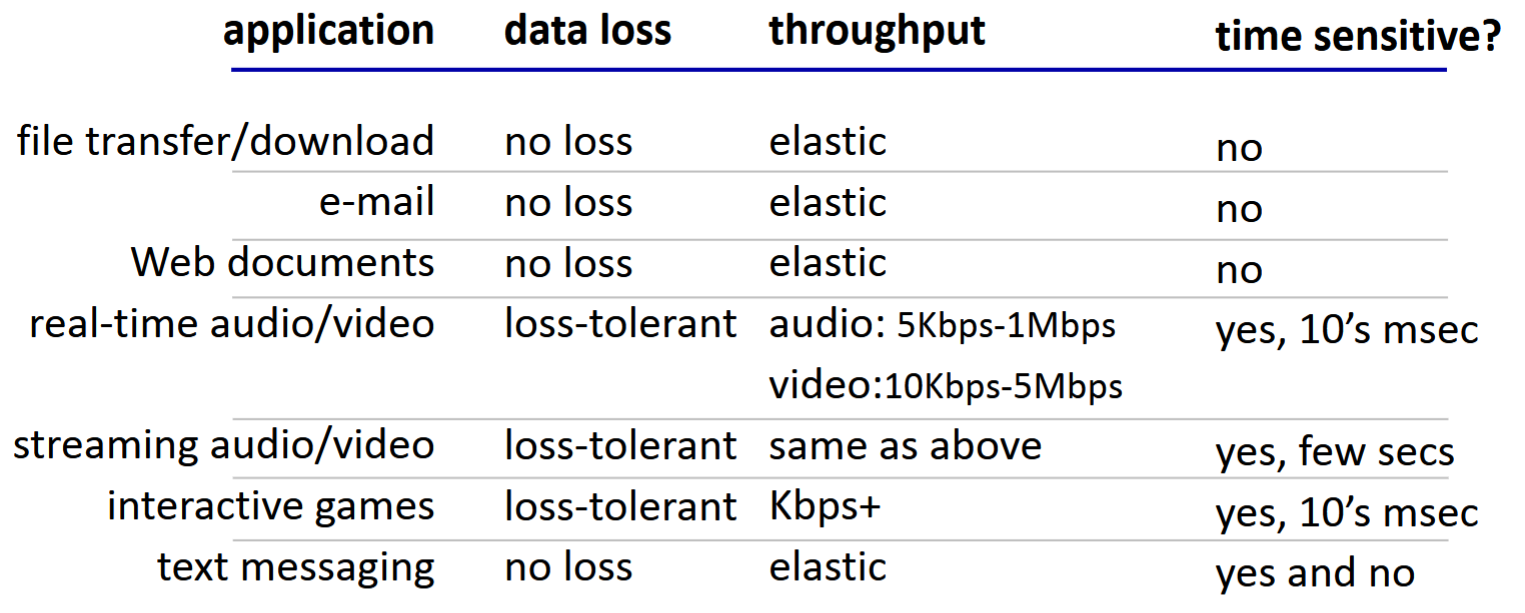 application data loss throughput time sensitive?
file transfer/download no loss elastic no
e-mail no loss elastic no
Web documents no loss elastic no
real-time audio/video loss-tolerant audio: 5Kbps-1Mbps yes, 10’s msec
video:10Kbps-5Mbps
streaming audio/video loss-tolerant same as above yes, few secs
interactive games loss-tolerant Kbps+ yes, 10’s msec
text messaging no loss elastic yes and no